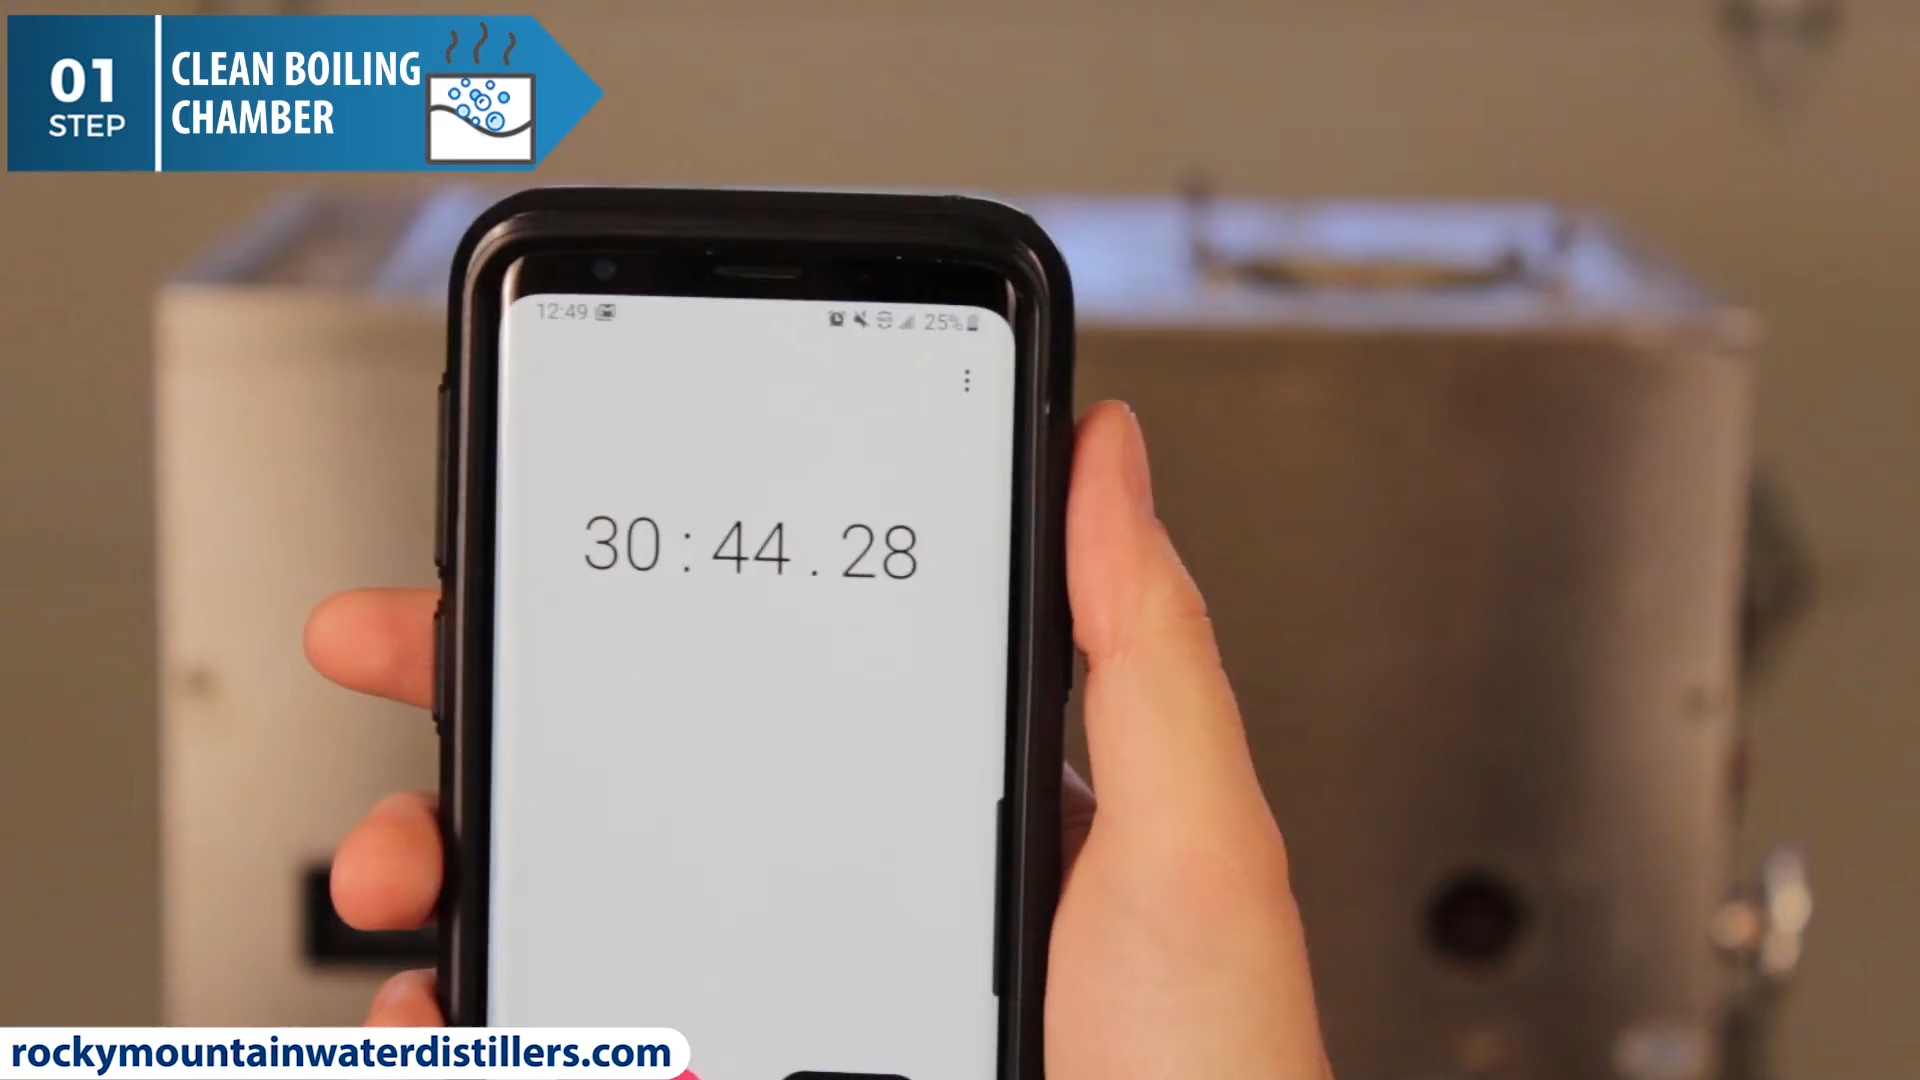 01
STEP
CLEAN BOILING
CHAMBER
12:49
25%
30:44.28
rockymountainwaterdistillers.com